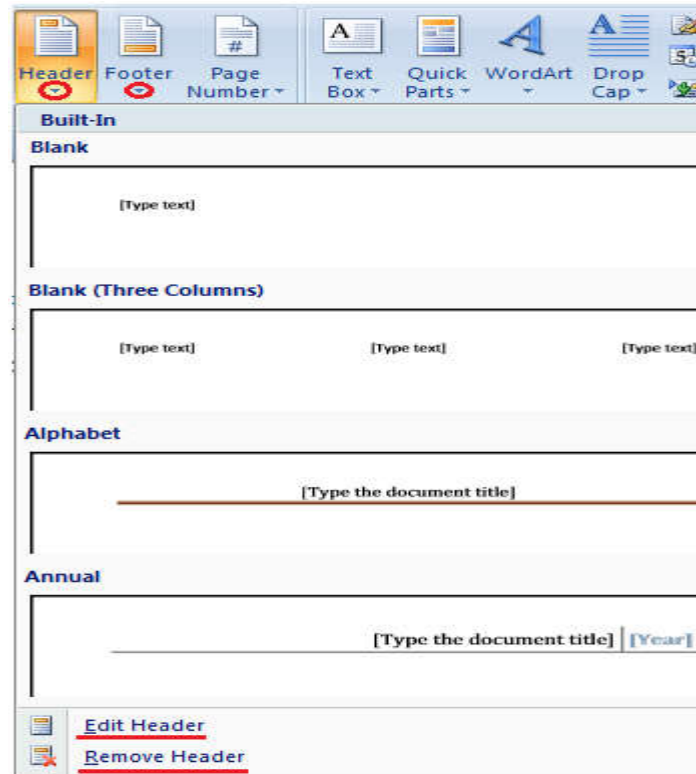 Header Footer Page Number Text Box Quick Parts WordArt Drop Cap
Built-In
Blank
[Type text]
Blank (Three Columns)
[Type text] [Type text] [Type text]
Alphabet
[Type the document title]
Annual
[Type the document title] [Year]
Edit Header
Remove Header